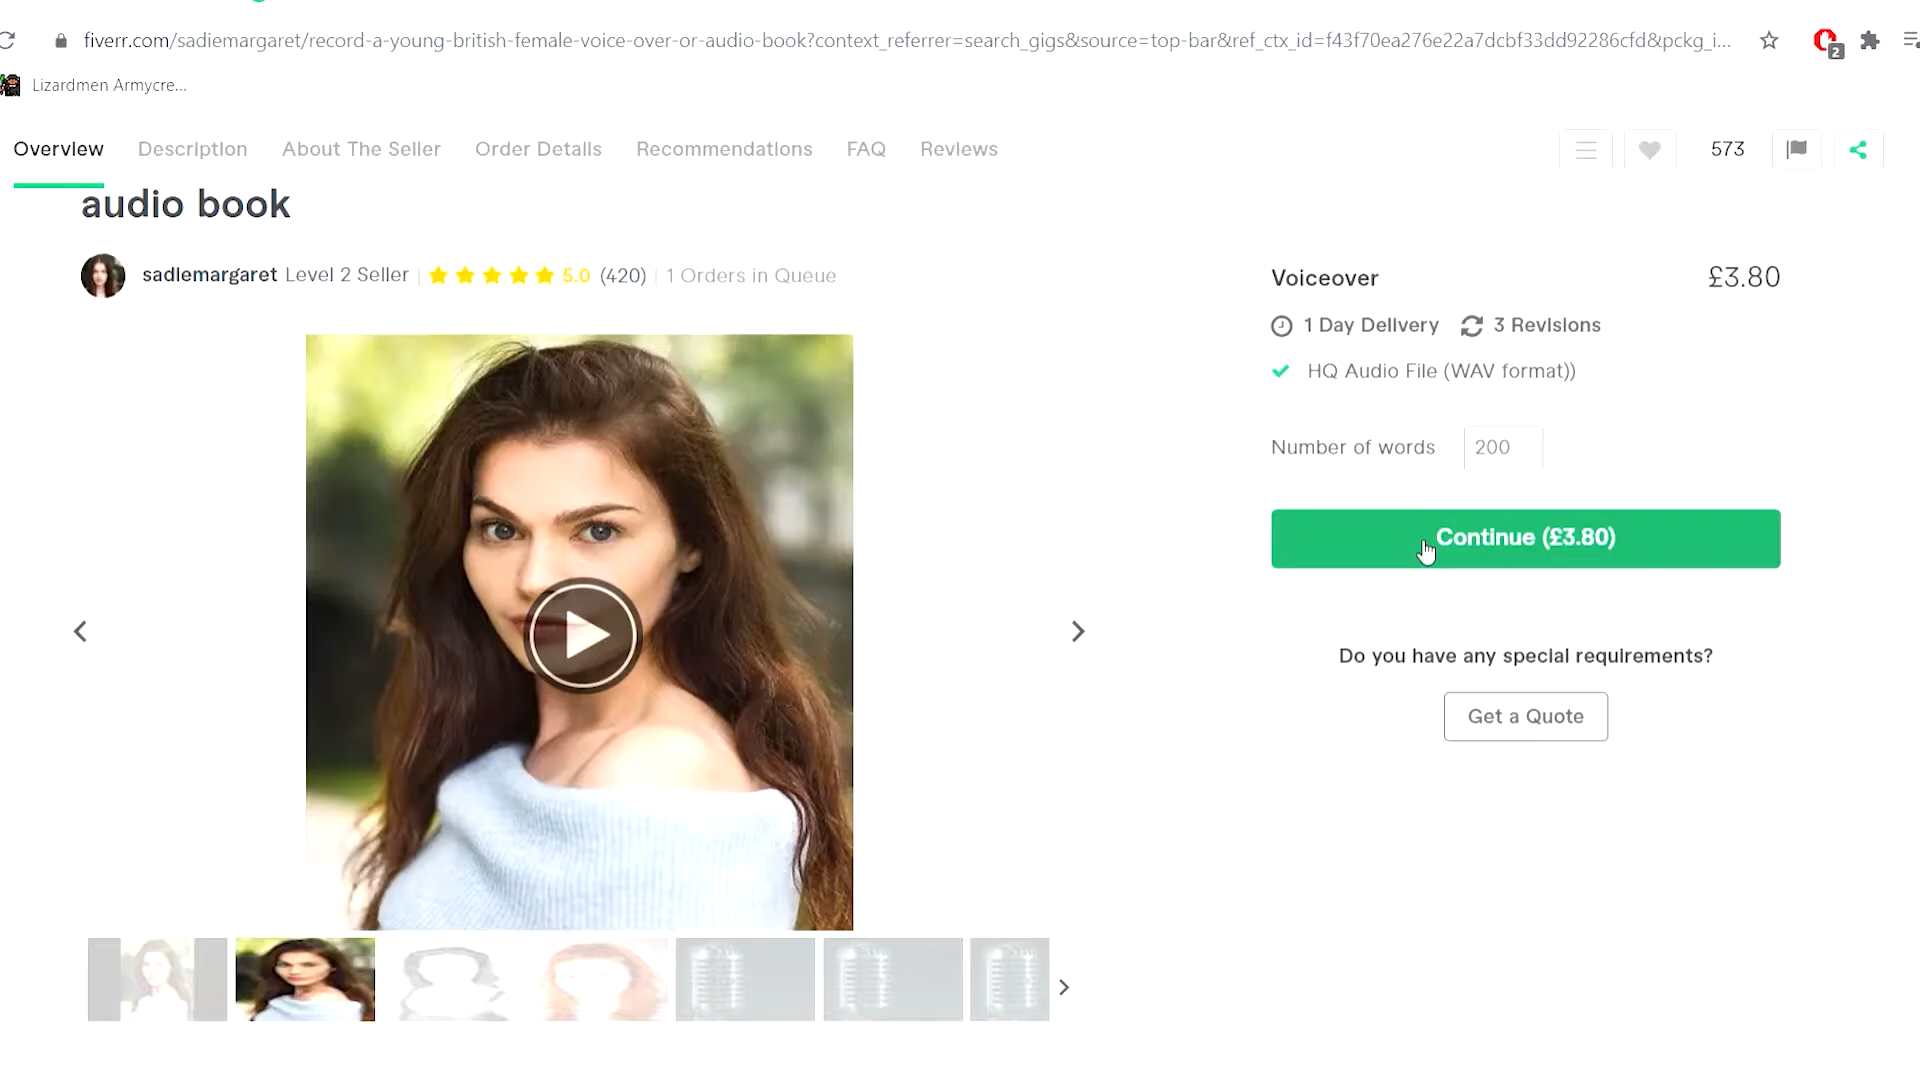 fiverr.com/sadiemargaret/record-a-young-british-female-voice-over-or-audio-book?context_referrer=search_gigs&source=top-bar&ref_ctx_id=f43f70ea276e22a7dcbf33dd92286cfd&pckg_i...
2
Lizardmen Armycre...
Overview Description About The Seller Order Details Recommendations FAQ Reviews 573
audio book
sadiemargaret Level 2 Seller 5.0 (420) 1 Orders in Queue
Voiceover £3.80
1 Day Delivery 3 Revisions
HQ Audio File (WAV format))
Number of words 200
Continue (£3.80)
Do you have any special requirements?
Get a Quote